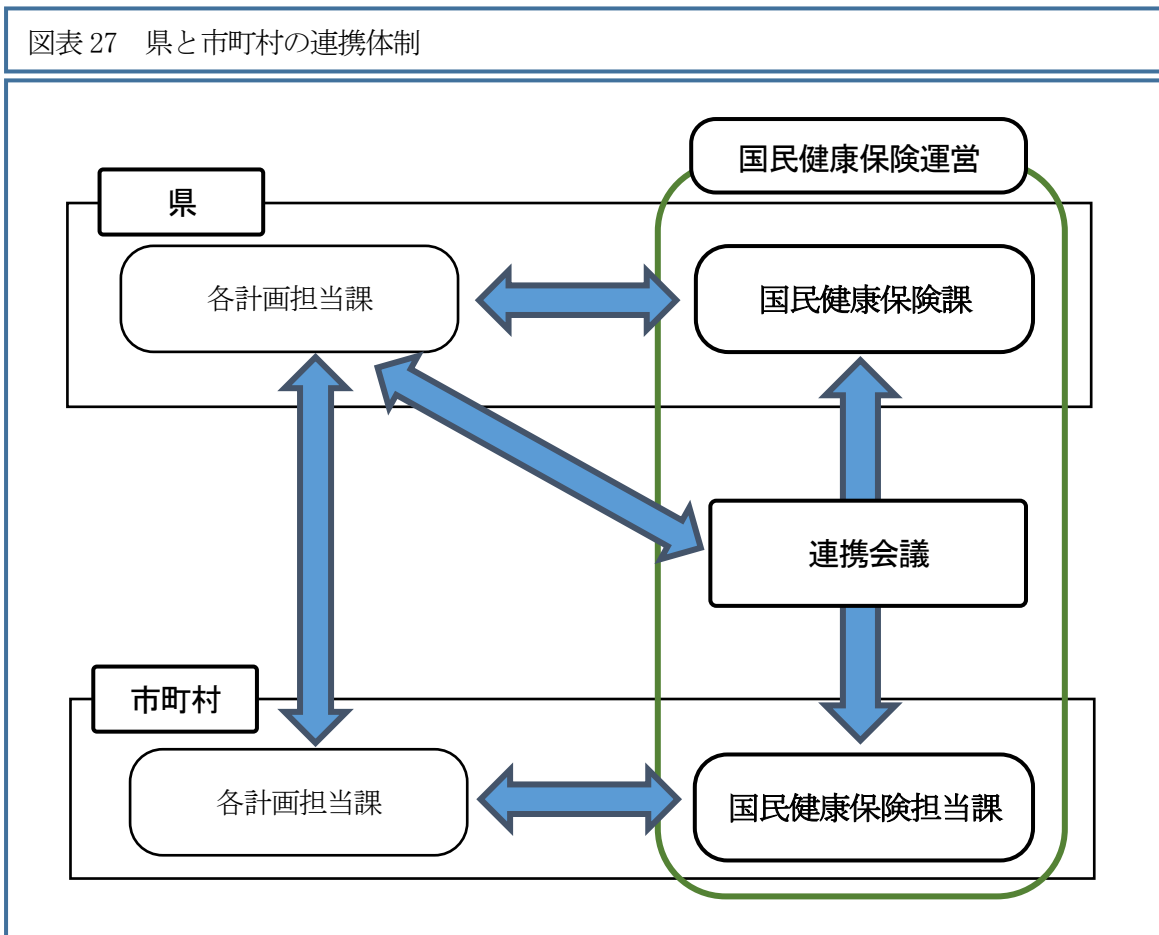 図表 27　県と市町村の連携体制
国民健康保険運営
県
各計画担当課
国民健康保険課
連携会議
市町村
各計画担当課
国民健康保険担当課